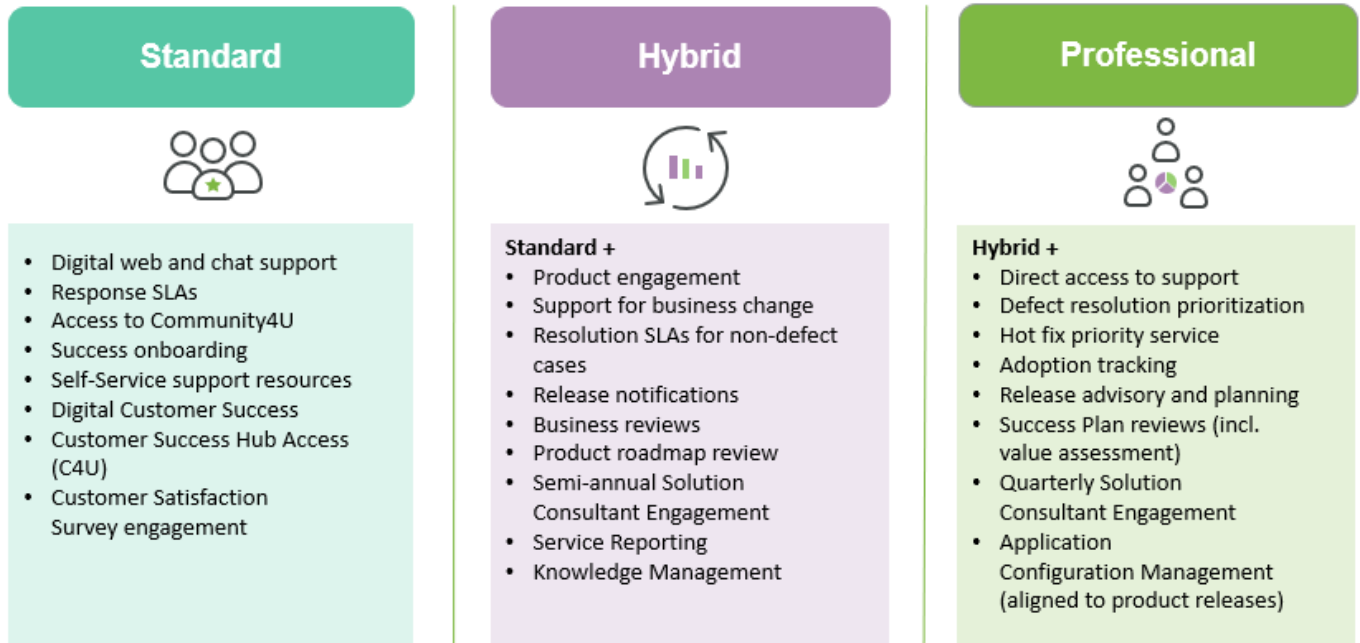 Standard
• Digital web and chat support
• Response SLAs
• Access to Community4U
• Success onboarding
• Self-Service support resources
• Digital Customer Success
• Customer Success Hub Access
(C4U)
• Customer Satisfaction
Survey engagement
Hybrid
Standard +
• Product engagement
• Support for business change
• Resolution SLAs for non-defect
cases
• Release notifications
• Business reviews
• Product roadmap review
• Semi-annual Solution
Consultant Engagement
• Service Reporting
• Knowledge Management
Professional
Hybrid +
• Direct access to support
• Defect resolution prioritization
• Hot fix priority service
• Adoption tracking
• Release advisory and planning
• Success Plan reviews (incl.
value assessment)
• Quarterly Solution
Consultant Engagement
• Application
Configuration Management
(aligned to product releases)